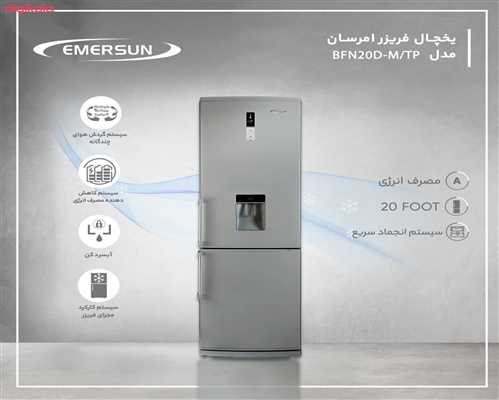 EMERSUN
یخچال فریزر امرسان
مدل BFN20D-M/TP
سیستم گردش هوای
چندگانه
سیستم کاهش
دهنده مصرف انرژی
آبسردکن
سیستم کارکرد
مجزای فریزر
A مصرف انرژی
20 FOOT
سیستم انجماد سریع